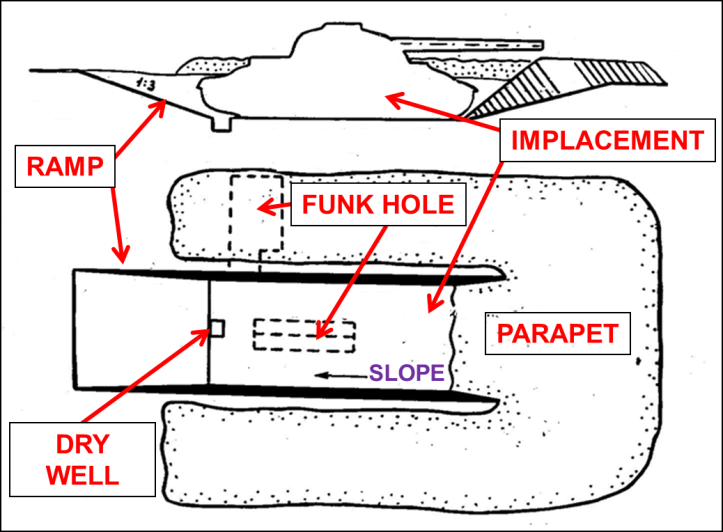 1:3
IMPLACEMENT
RAMP
FUNK HOLE
PARAPET
SLOPE
DRY
WELL